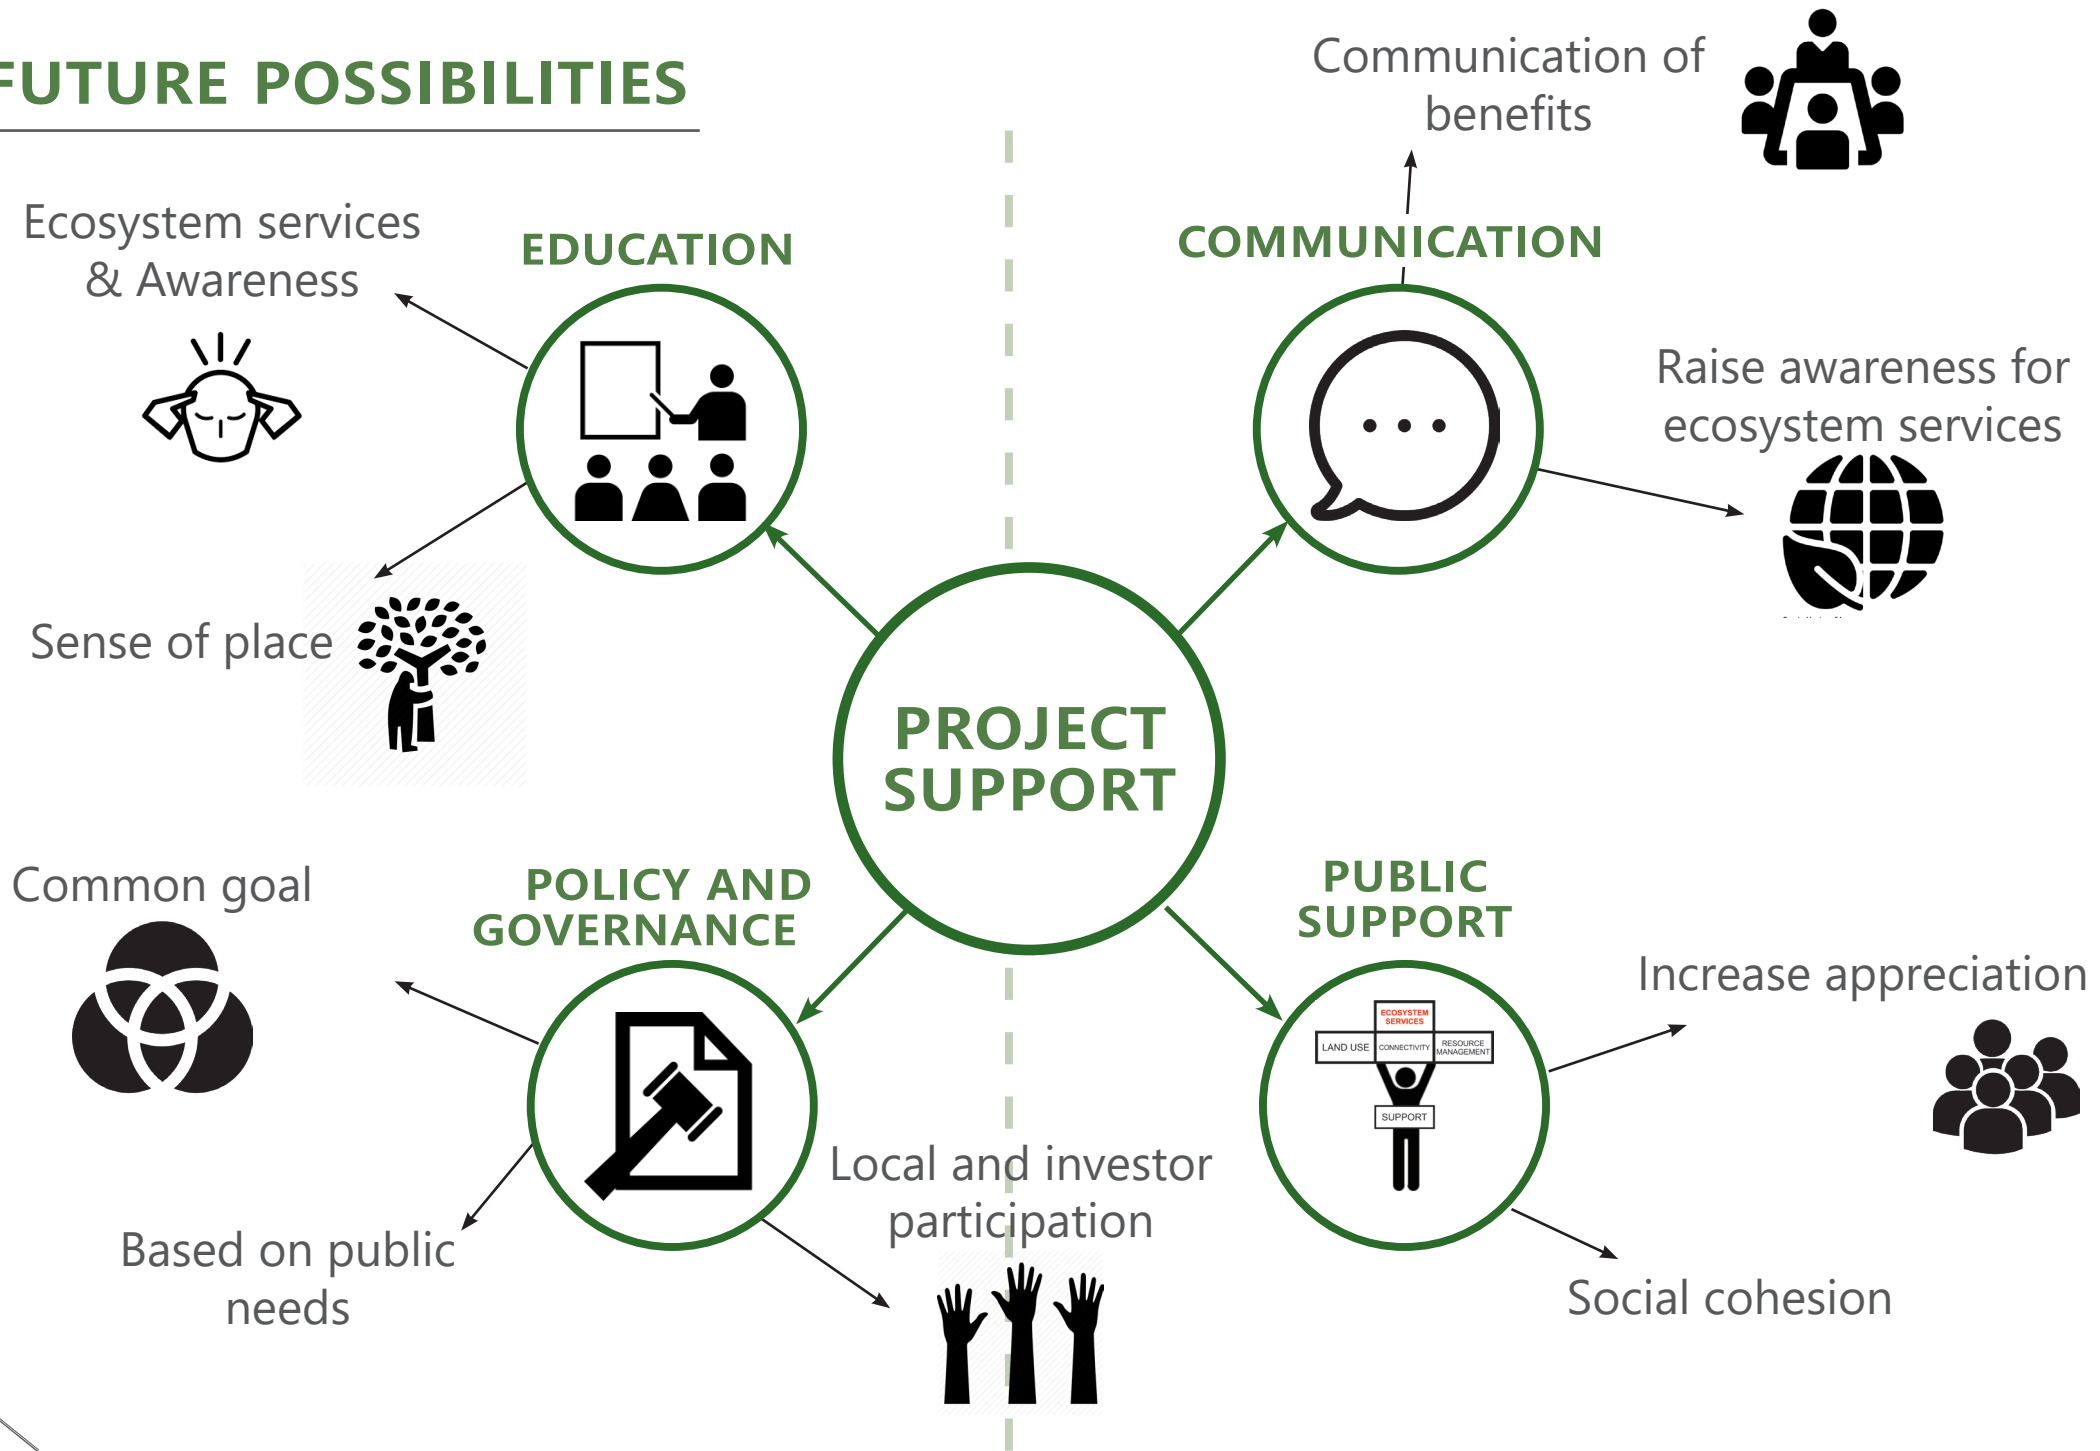 FUTURE POSSIBILITIES
Communication of
benefits
Ecosystem services
& Awareness
EDUCATION
COMMUNICATION
Raise awareness for
ecosystem services
Sense of place
PROJECT
SUPPORT
Common goal
POLICY AND
GOVERNANCE
PUBLIC
SUPPORT
Increase appreciation
ECOSYSTEM
SERVICES
LAND USE
CONNECTIVITY
RESOURCE
MANAGEMENT
SUPPORT
Local and investor
participation
Based on public
needs
Social cohesion